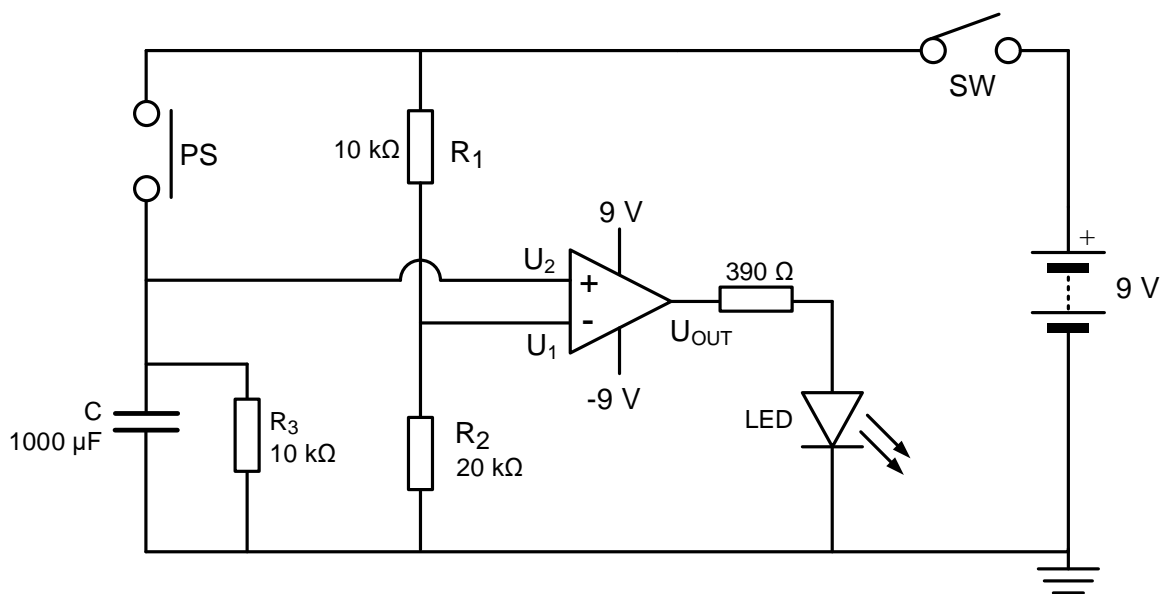 SW
PS
10 kΩ
R1
9 V
U2
+
-
U1
390 Ω
UOUT
-9 V
+
9 V
C
1000 µF
R3
10 kΩ
R2
20 kΩ
LED